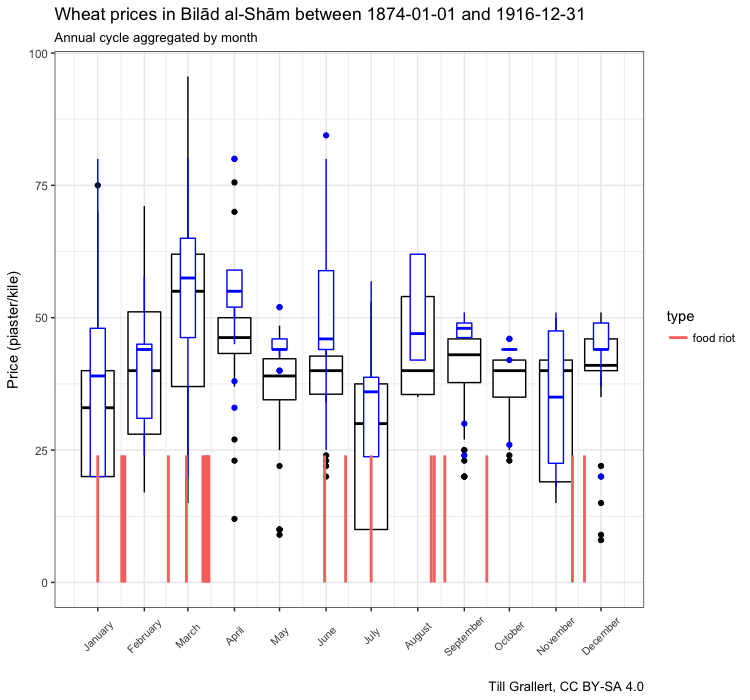 Wheat prices in Bilād al-Shām between 1874-01-01 and 1916-12-31
Annual cycle aggregated by month
100
75
50
25
0
Price (piaster/kile)
January
February
March
April
May
June
July
August
September
October
November
December
type
food riot
Till Grallert, CC BY-SA 4.0